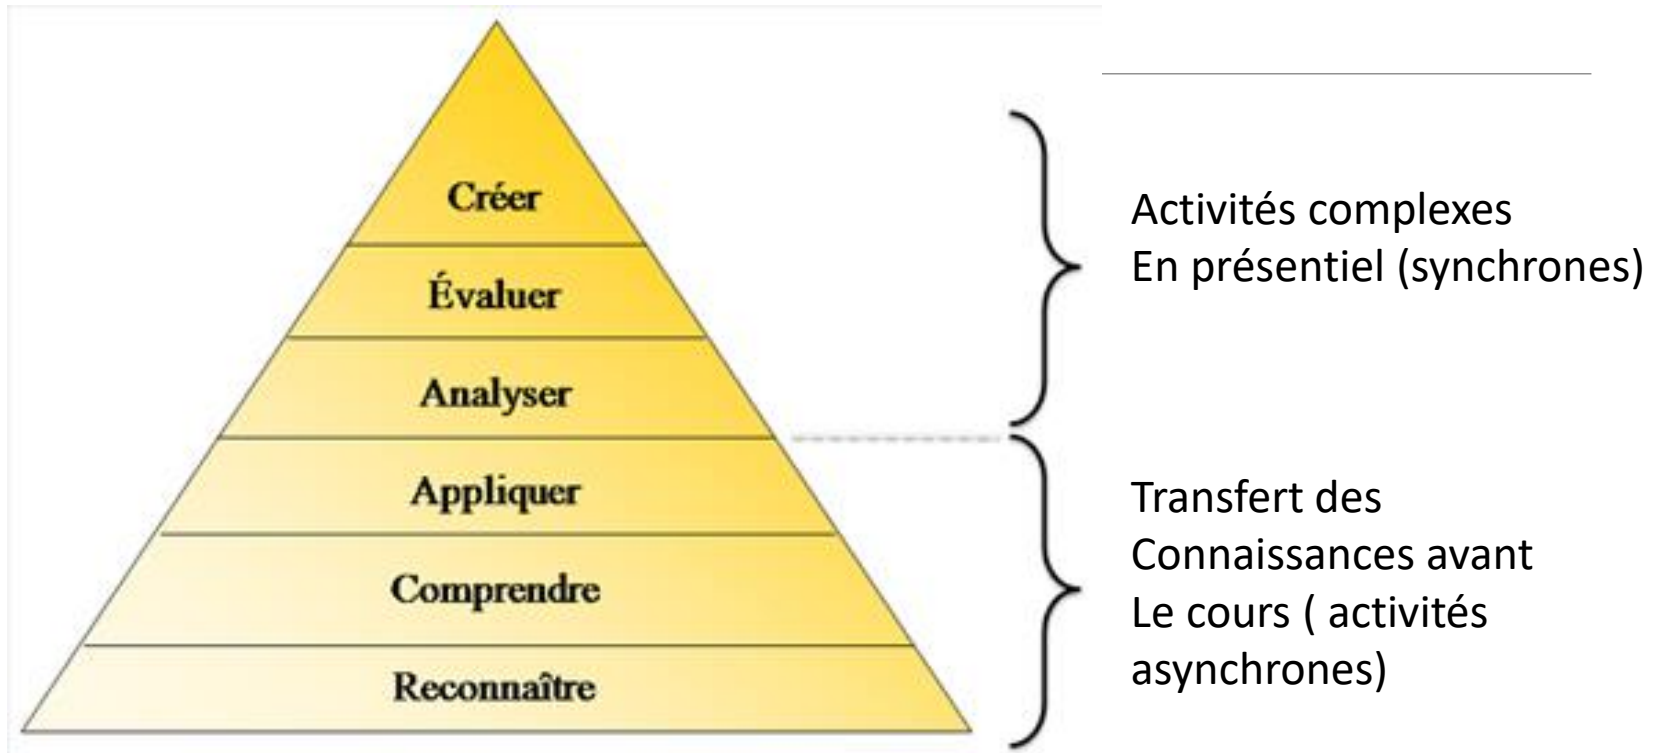 Créer
Évaluer
Analyser
Appliquer
Comprendre
Reconnaître
Activités complexes
En présentiel (synchrones)
Transfert des
Connaissances avant
Le cours ( activités
asynchrones)